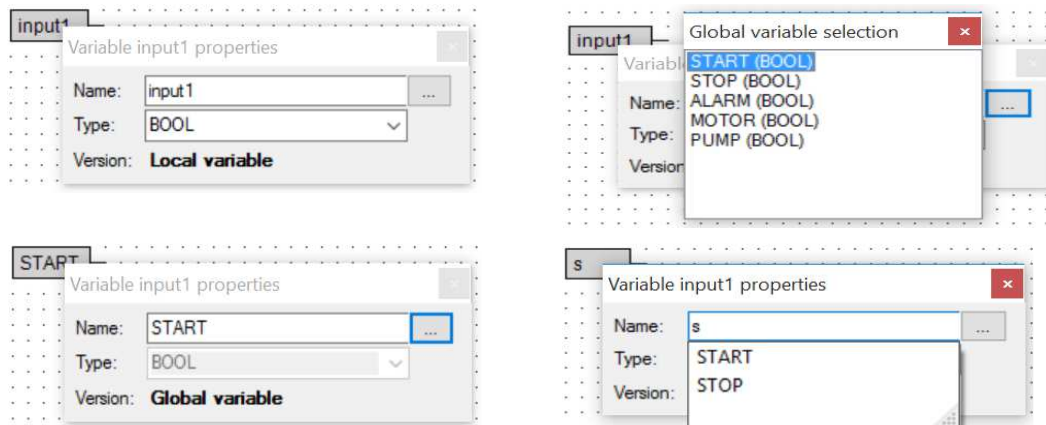 input1
Variable input1 properties
Name: input1 ...
Type: BOOL
Version: Local variable
input1
Global variable selection
Variabl
START (BOOL)
STOP (BOOL)
Name: ALARM (BOOL) ...
MOTOR (BOOL)
Type: PUMP (BOOL)
Version
START
Variable input1 properties
Name: START ...
Type: BOOL
Version: Global variable
s
Variable input1 properties
Name: s ...
Type: START
STOP
Version: